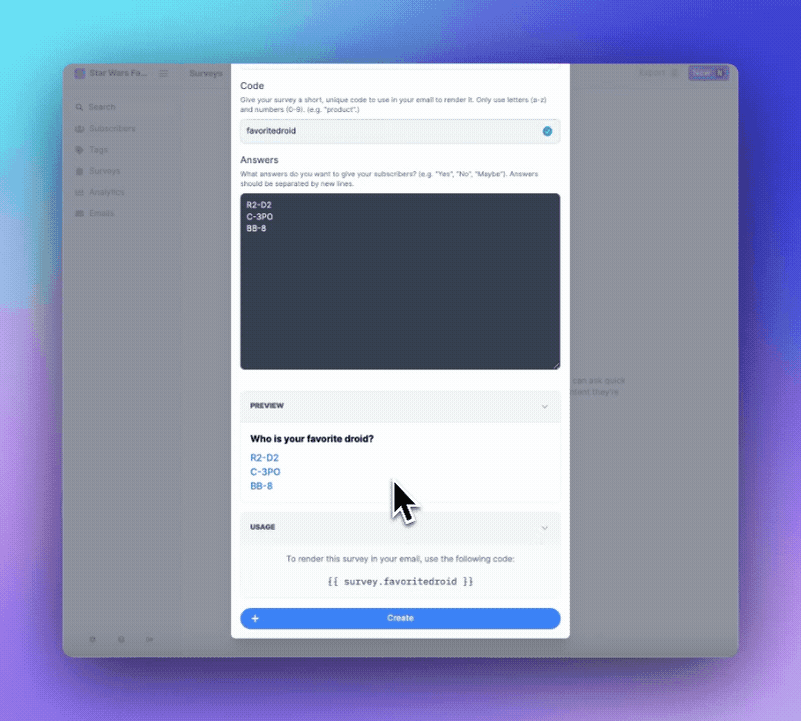 Star Wars Fa...
Surveys
Export
New
Search
Subscribers
Tags
Surveys
Analytics
Emails
Code
Give your survey a short, unique code to use in your email to render it. Only use letters (a-z)
and numbers (0-9). (e.g. "product".)
favoritedroid
Answers
What answers do you want to give your subscribers? (e.g. "Yes", "No", "Maybe"). Answers
should be separated by new lines.
R2-D2
C-3PO
BB-8
can ask quick
PREVIEW
Who is your favorite droid?
R2-D2
C-3PO
BB-8
USAGE
To render this survey in your email, use the following code:
{{ survey.favoritedroid }}
+ Create